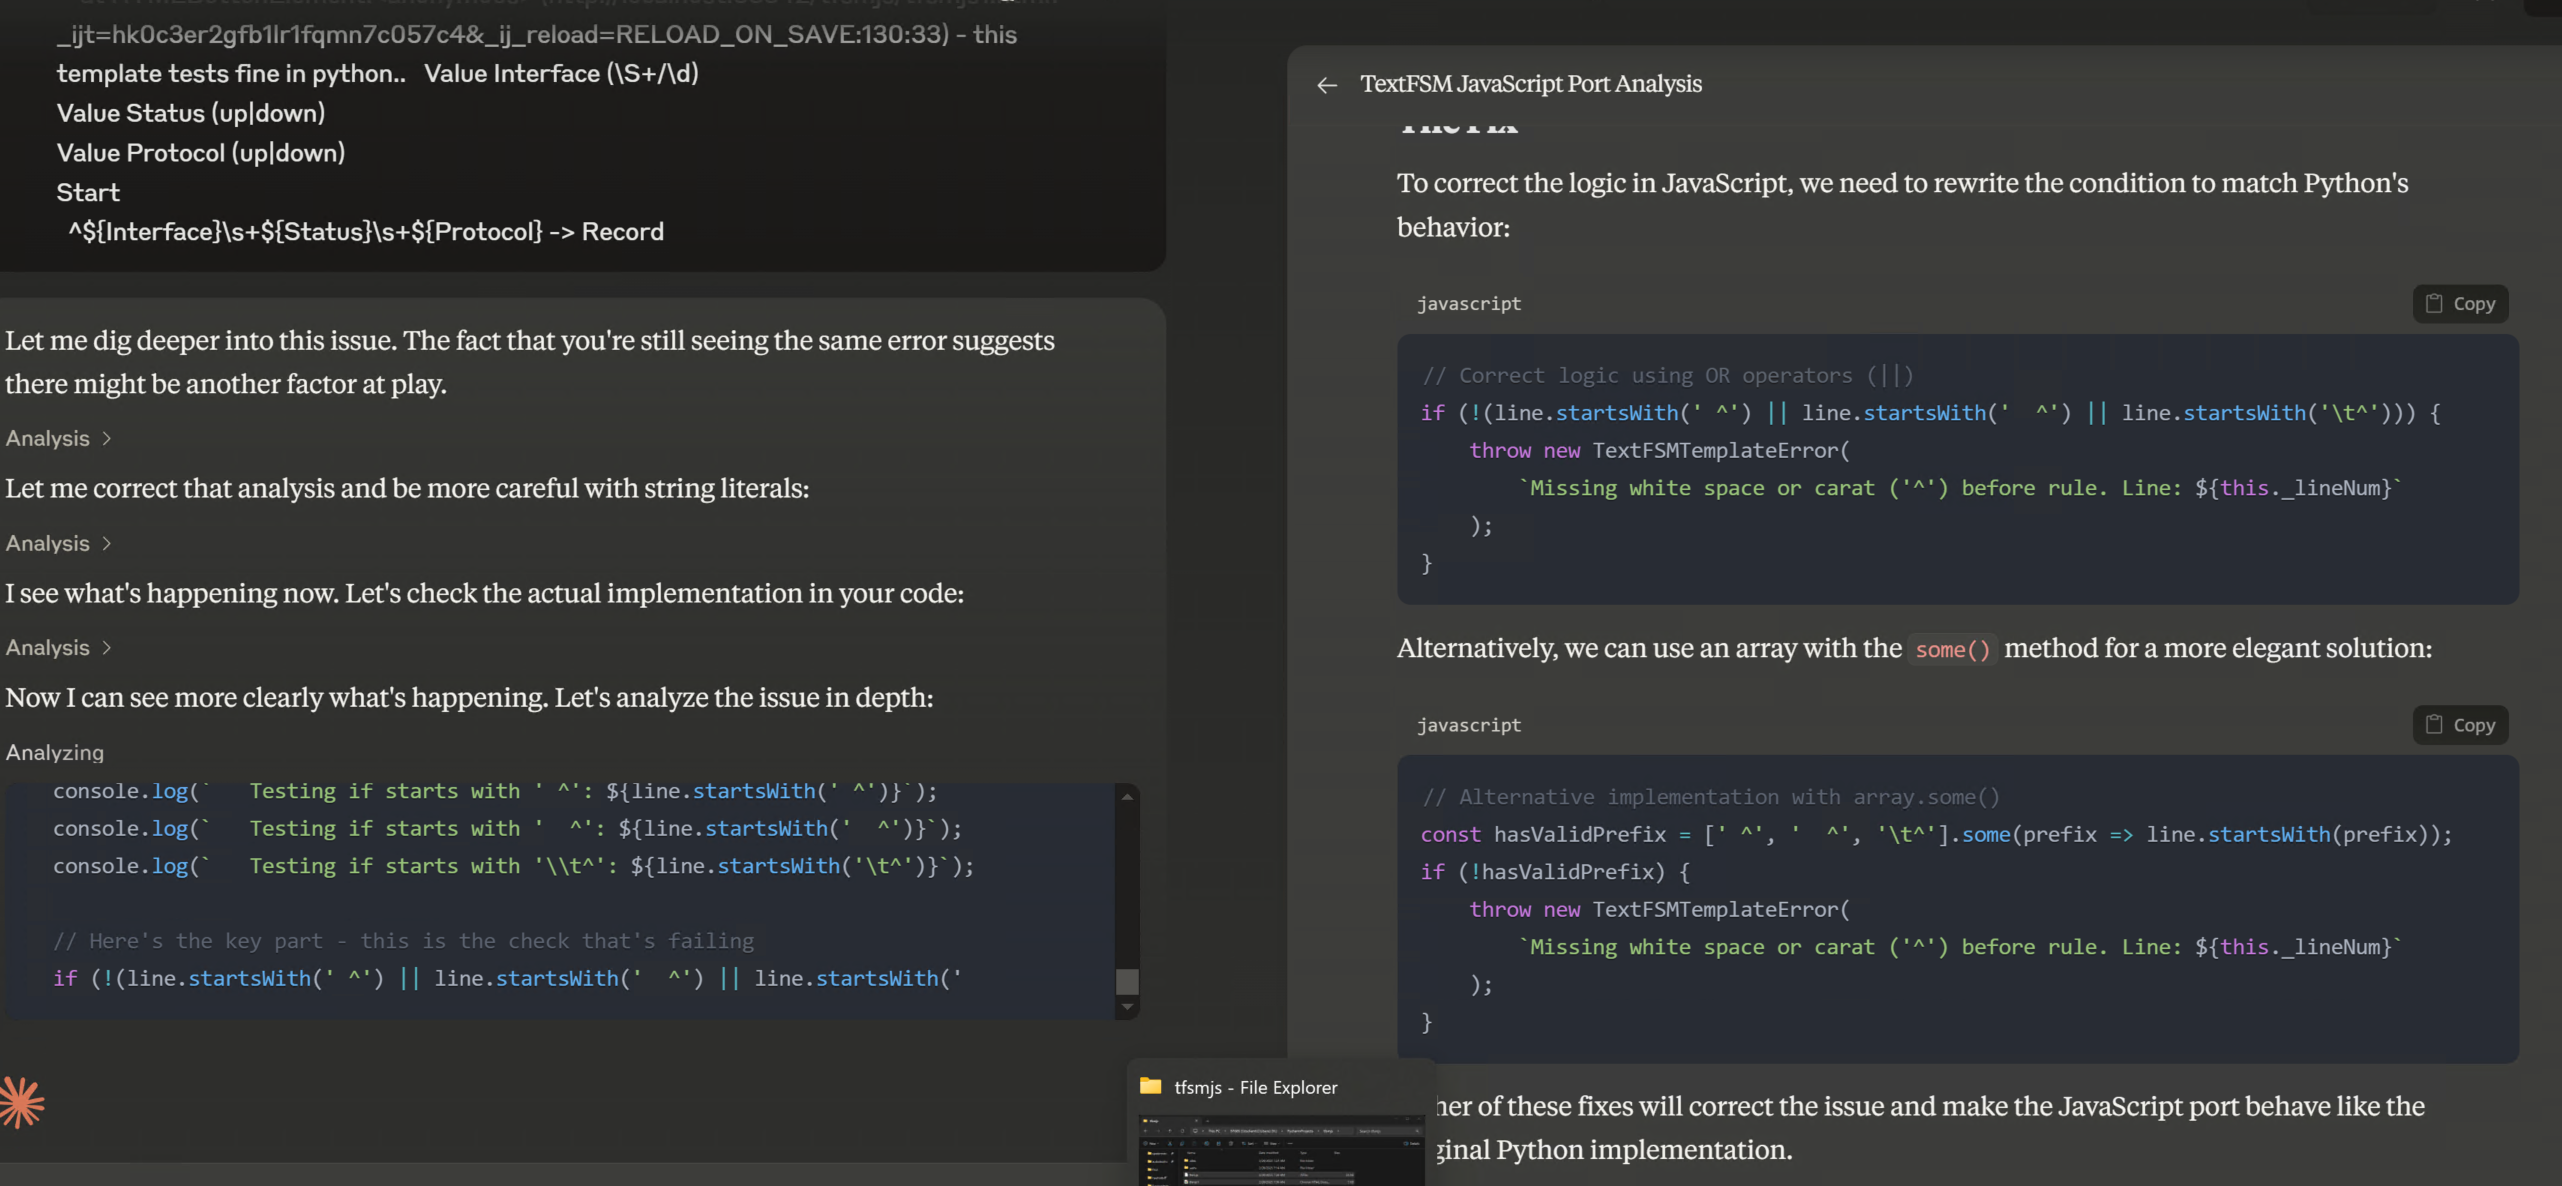 _ijt=hk0c3er2gfb1lr1fqmn7c057c4&_ij_reload=RELOAD_ON_SAVE:130:33) - this
template tests fine in python..   Value Interface (\S+/\d)
Value Status (up|down)
Value Protocol (up|down)
Start
  ^${Interface}\s+${Status}\s+${Protocol} -> Record
Let me dig deeper into this issue. The fact that you're still seeing the same error suggests
there might be another factor at play.
Analysis >
Let me correct that analysis and be more careful with string literals:
Analysis >
I see what's happening now. Let's check the actual implementation in your code:
Analysis >
Now I can see more clearly what's happening. Let's analyze the issue in depth:
Analyzing
console.log(`   Testing if starts with ' ^': ${line.startsWith(' ^')}`);
console.log(`   Testing if starts with '  ^': ${line.startsWith('  ^')}`);
console.log(`   Testing if starts with '\\t^': ${line.startsWith('\t^')}`);
// Here's the key part - this is the check that's failing
if (!(line.startsWith(' ^') || line.startsWith('  ^') || line.startsWith('
TextFSM JavaScript Port Analysis
The Fix
To correct the logic in JavaScript, we need to rewrite the condition to match Python's
behavior:
javascript
Copy
// Correct logic using OR operators (||)
if (!(line.startsWith(' ^') || line.startsWith('  ^') || line.startsWith('\t^'))) {
    throw new TextFSMTemplateError(
        `Missing white space or carat ('^') before rule. Line: ${this._lineNum}`
    );
}
Alternatively, we can use an array with the some() method for a more elegant solution:
javascript
Copy
// Alternative implementation with array.some()
const hasValidPrefix = [' ^', '  ^', '\t^'].some(prefix => line.startsWith(prefix));
if (!hasValidPrefix) {
    throw new TextFSMTemplateError(
        `Missing white space or carat ('^') before rule. Line: ${this._lineNum}`
    );
}
her of these fixes will correct the issue and make the JavaScript port behave like the
ginal Python implementation.
tfsmjs - File Explorer